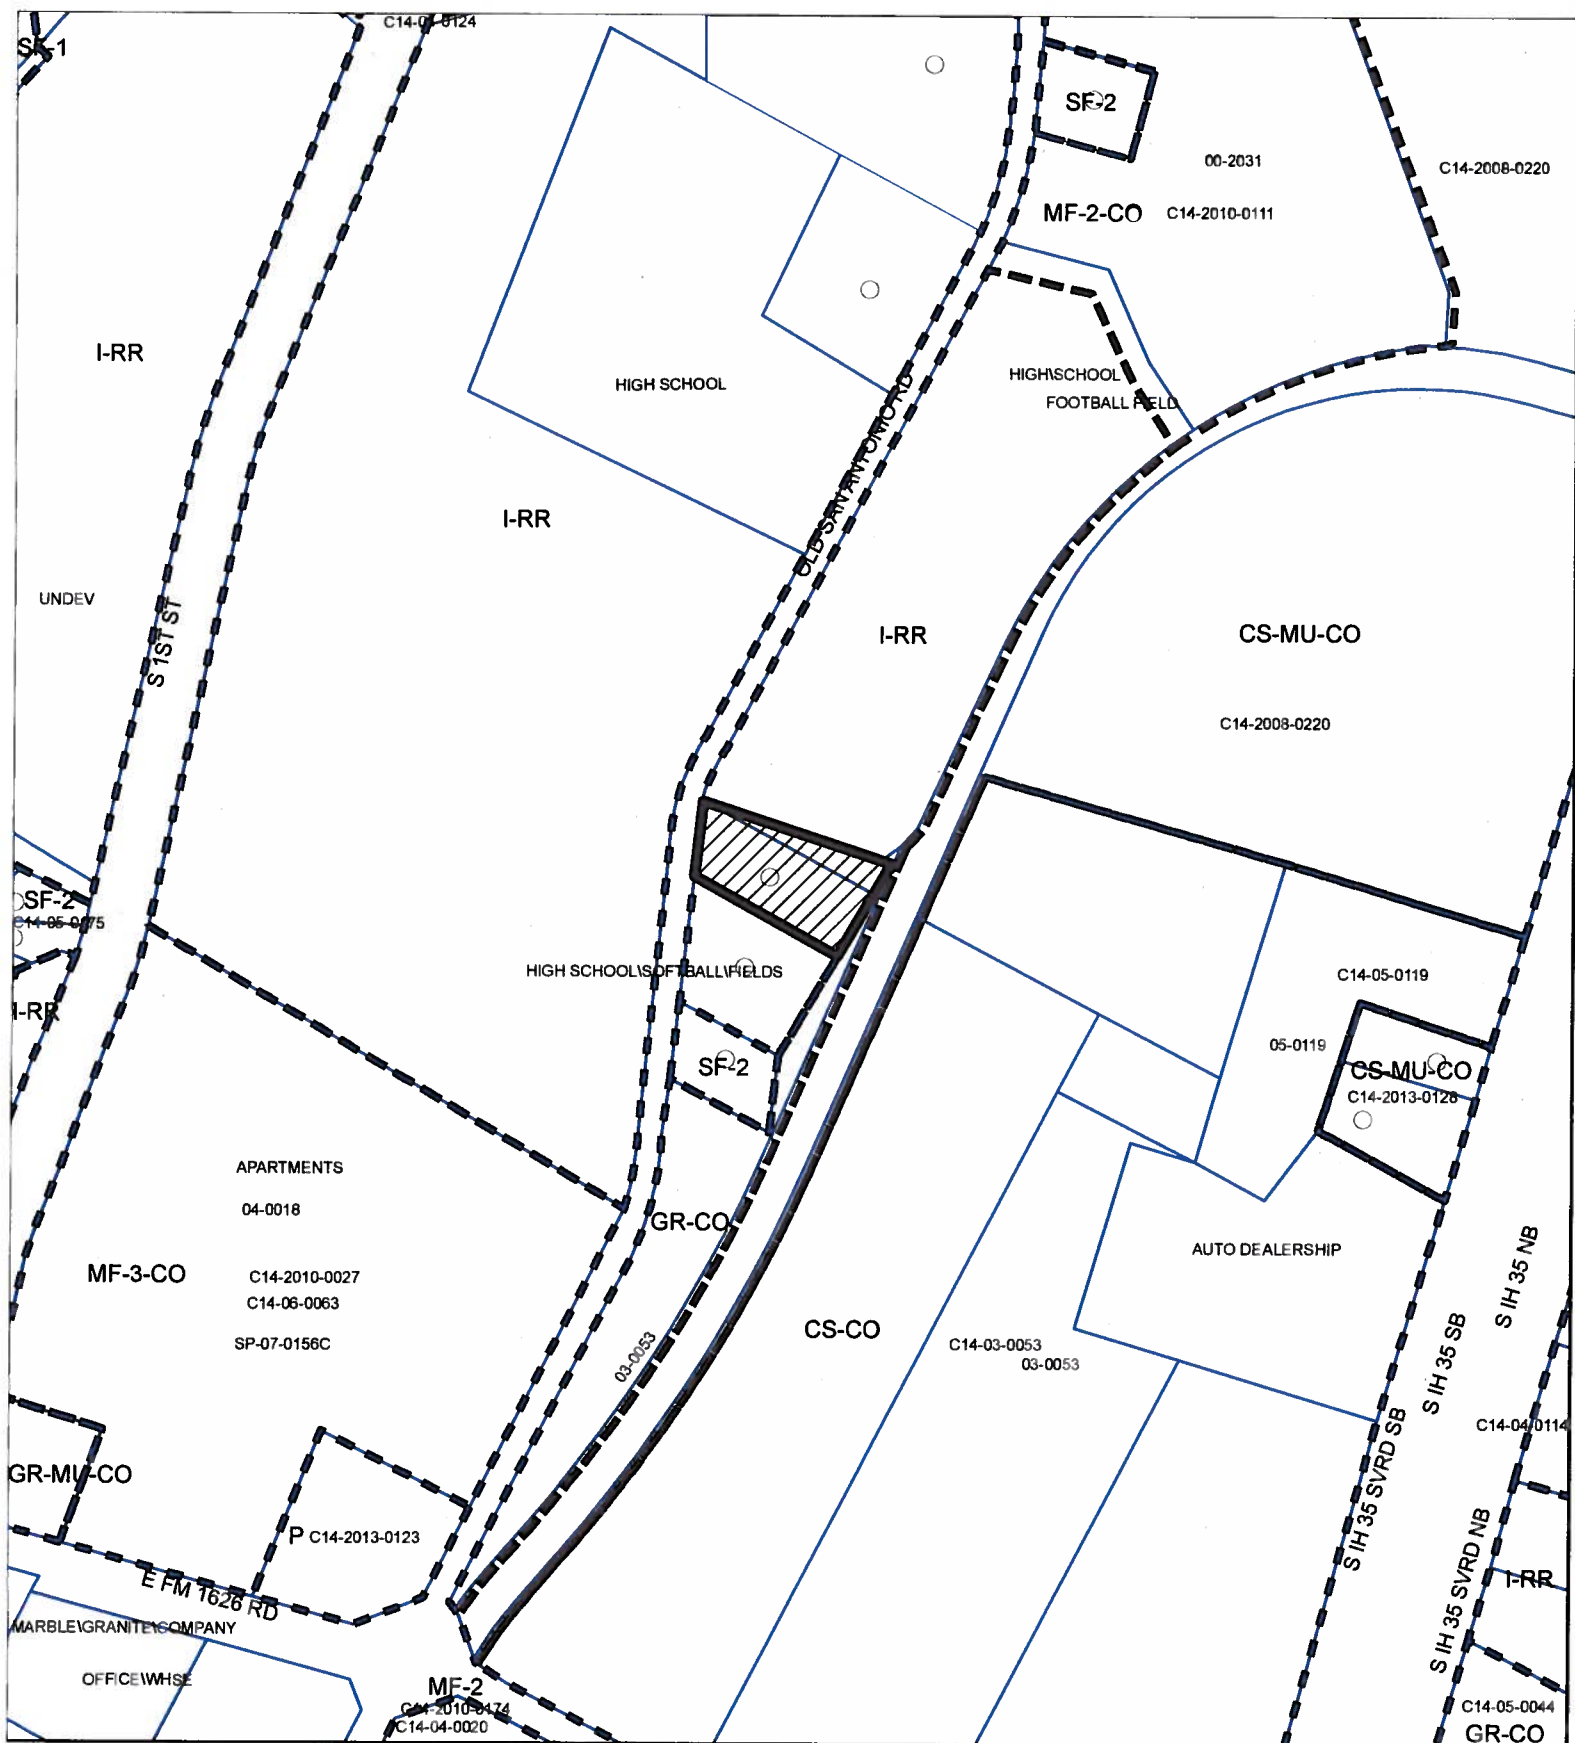 C14-0 -0124
SF-1
SF-2
00-2031
C14-2008-0220
MF-2-CO
C14-2010-0111
I-RR
HIGH SCHOOL
HIGH\SCHOOL
FOOTBALL FIELD
OLD SAN ANTONIO RD
I-RR
UNDEV
S 1ST ST
I-RR
CS-MU-CO
C14-2008-0220
SF-2
C14-05-0 75
HIGH SCHOOL\SOFTBALL\FIELDS
C14-05-0119
I-RR
05-0119
SF-2
CS-MU-CO
C14-2013-0128
APARTMENTS
04-0018
GR-CO
AUTO DEALERSHIP
MF-3-CO
C14-2010-0027
C14-06-0063
SP-07-0156C
03-0053
CS-CO
C14-03-0053
03-0053
S IH 35 NB
S IH 35 SB
S IH 35 SVRD SB
C14-04-0114
GR-MU-CO
P C14-2013-0123
S IH 35 SVRD NB
I-RR
E FM 1626 RD
MARBLE\GRANITE\COMPANY
OFFICE\WHSE
MF-2
C14-2010-0174
C14-04-0020
C14-05-0044
GR-CO